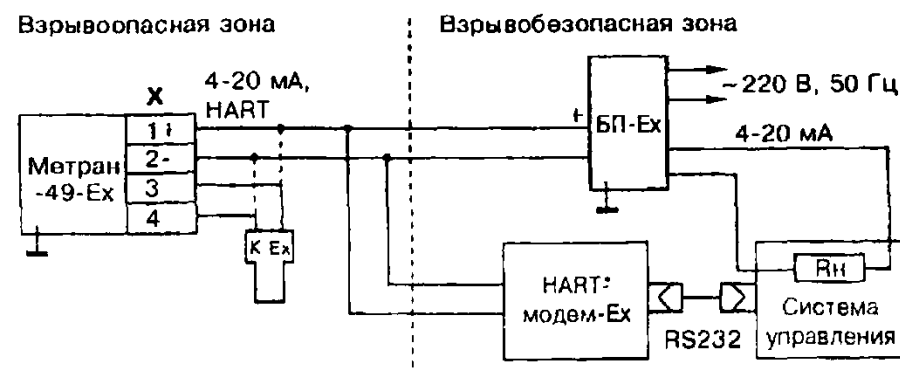 Взрывоопасная зона
Взрывобезопасная зона
4-20 мА,
HART
X
1 +
2 -
3
4
Метран
-49-Ex
К Ex
+
БП-Ex
~220 В, 50 Гц
4-20 мА
HART-
модем-Ex
RS232
Rн
Система
управления